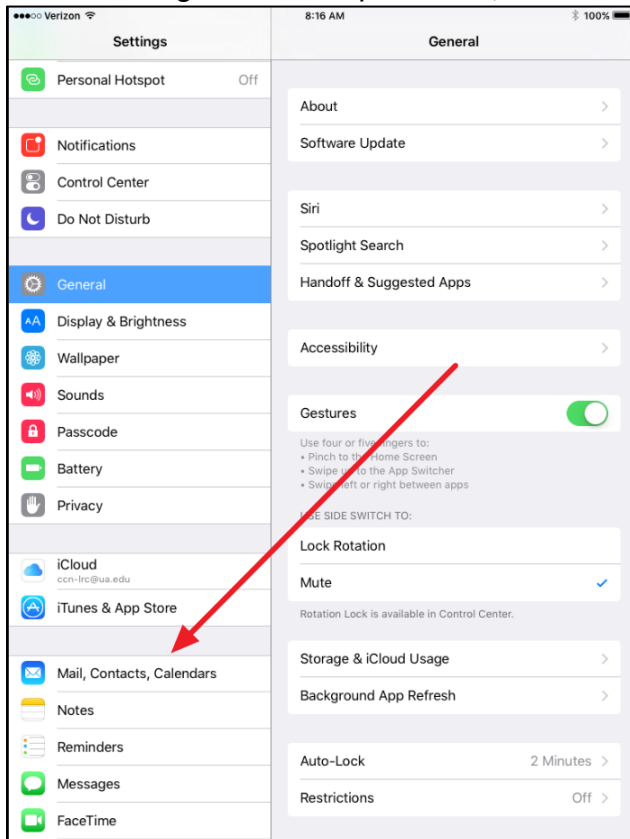 Verizon
8:16 AM
100%
Settings
General
Personal Hotspot Off
Notifications
Control Center
Do Not Disturb
General
AA Display & Brightness
Wallpaper
Sounds
Passcode
Battery
Privacy
iCloud
ccn-lrc@ua.edu
iTunes & App Store
Mail, Contacts, Calendars
Notes
Reminders
Messages
FaceTime
About
Software Update
Siri
Spotlight Search
Handoff & Suggested Apps
Accessibility
Gestures
Use four or five fingers to:
• Pinch to the Home Screen
• Swipe up to the App Switcher
• Swipe left or right between apps
USE SIDE SWITCH TO:
Lock Rotation
Mute
Rotation Lock is available in Control Center.
Storage & iCloud Usage
Background App Refresh
Auto-Lock 2 Minutes
Restrictions Off